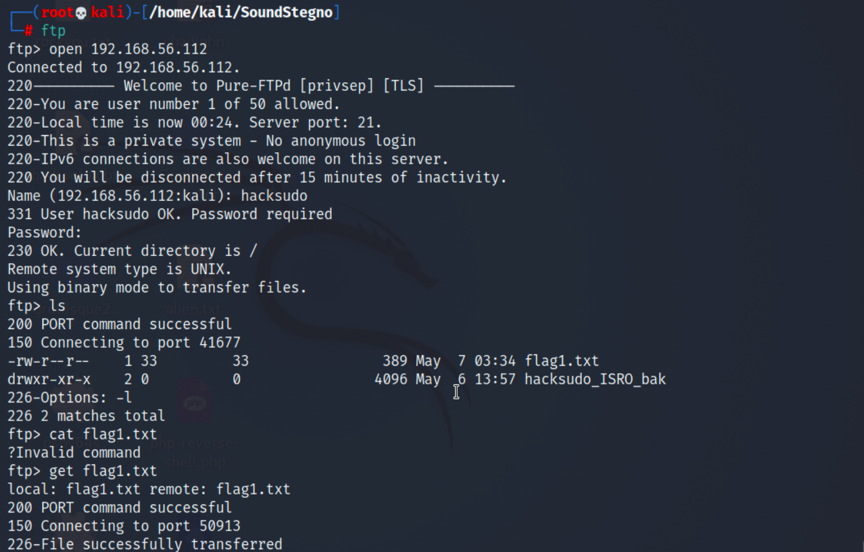 ┌──(root💀kali)-[/home/kali/SoundStegno]
└─# ftp
ftp> open 192.168.56.112
Connected to 192.168.56.112.
220---------- Welcome to Pure-FTPd [privsep] [TLS] ----------
220-You are user number 1 of 50 allowed.
220-Local time is now 00:24. Server port: 21.
220-This is a private system - No anonymous login
220-IPv6 connections are also welcome on this server.
220 You will be disconnected after 15 minutes of inactivity.
Name (192.168.56.112:kali): hacksudo
331 User hacksudo OK. Password required
Password:
230 OK. Current directory is /
Remote system type is UNIX.
Using binary mode to transfer files.
ftp> ls
200 PORT command successful
150 Connecting to port 41677
-rw-r--r--    1 33         33                389 May  7 03:34 flag1.txt
drwxr-xr-x    2 0          0                4096 May  6 13:57 hacksudo_ISRO_bak
226-Options: -l
226 2 matches total
ftp> cat flag1.txt
?Invalid command
ftp> get flag1.txt
local: flag1.txt remote: flag1.txt
200 PORT command successful
150 Connecting to port 50913
226-File successfully transferred